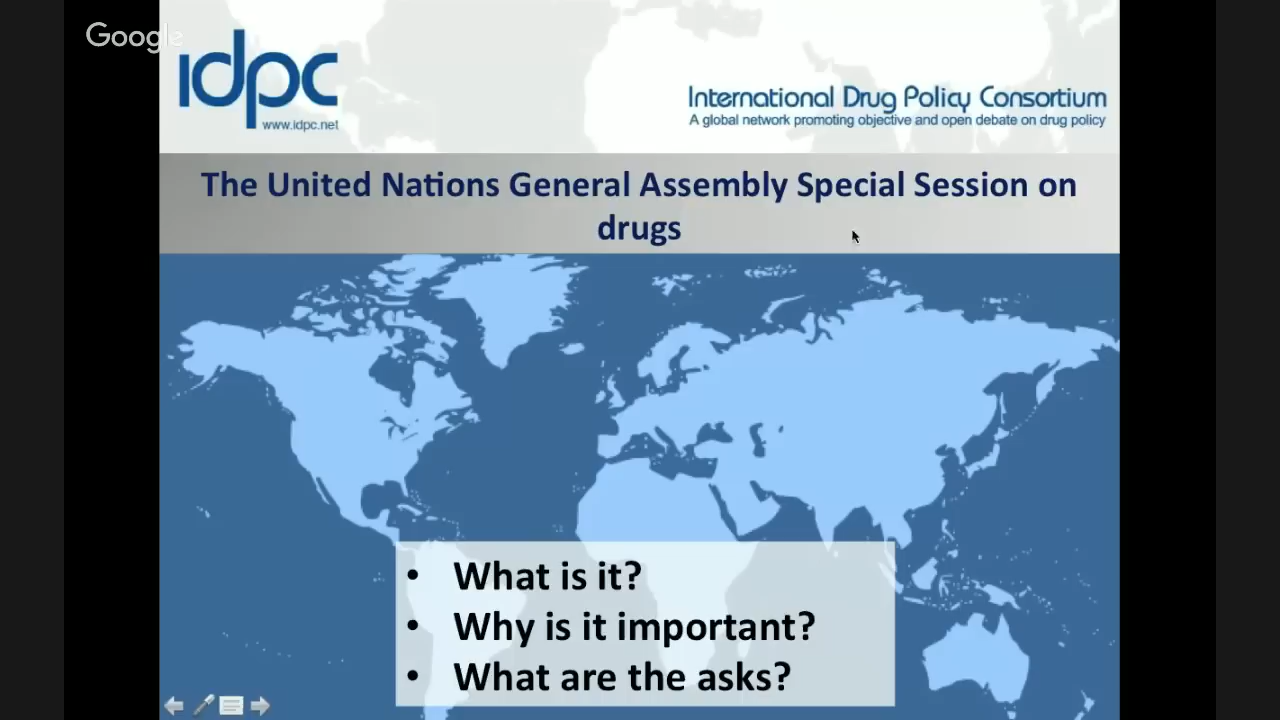 Google
idpc
www.idpc.net
International Drug Policy Consortium
A global network promoting objective and open debate on drug policy
The United Nations General Assembly Special Session on
drugs
• What is it?
• Why is it important?
• What are the asks?